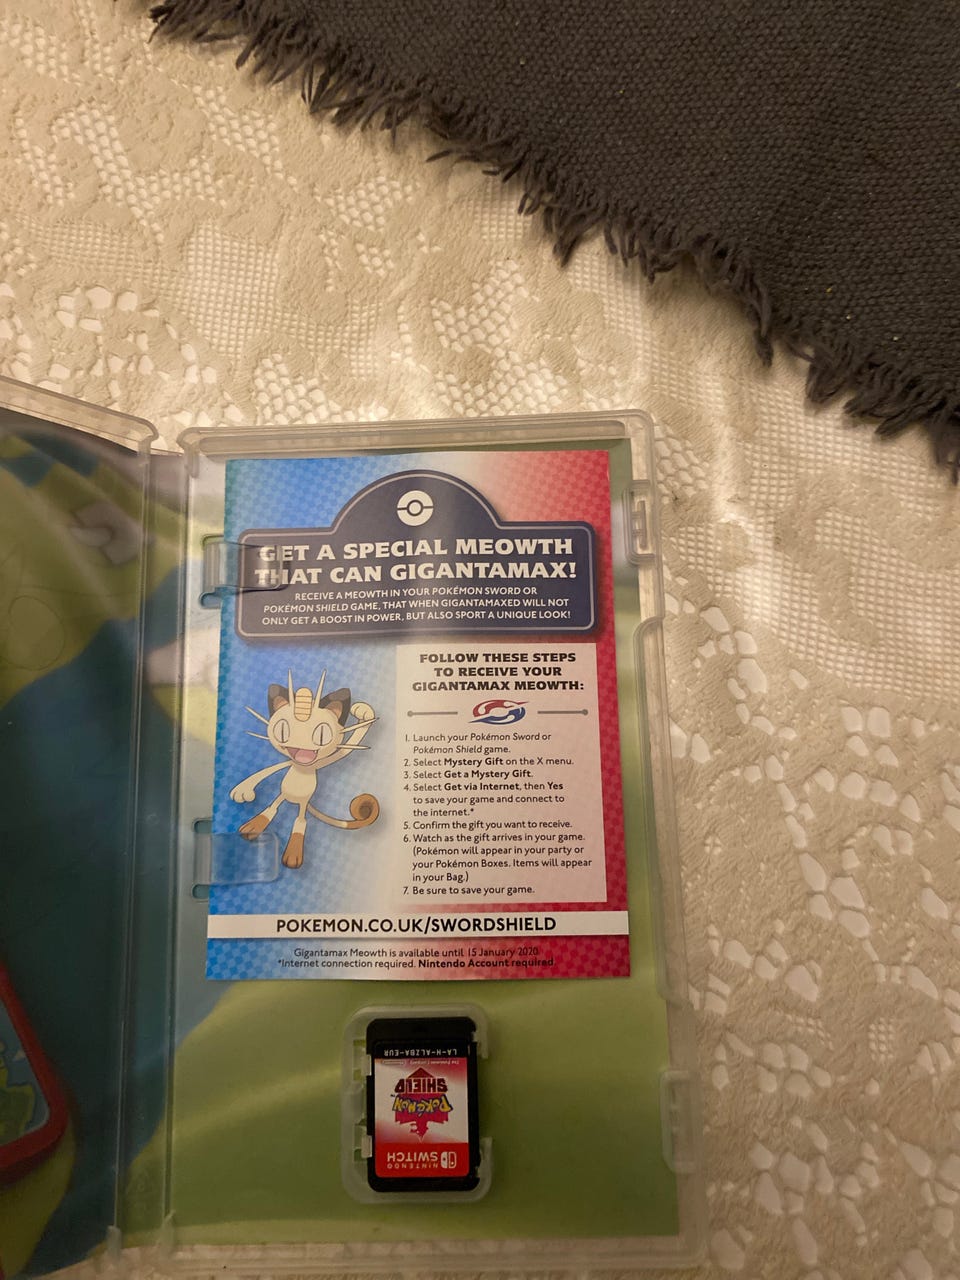 GET A SPECIAL MEOWTH
THAT CAN GIGANTAMAX!
RECEIVE A MEOWTH IN YOUR POKÉMON SWORD OR
POKÉMON SHIELD GAME, THAT WHEN GIGANTAMAXED WILL NOT
ONLY GET A BOOST IN POWER, BUT ALSO SPORT A UNIQUE LOOK!
FOLLOW THESE STEPS
TO RECEIVE YOUR
GIGANTAMAX MEOWTH:
1. Launch your Pokémon Sword or
Pokémon Shield game.
2. Select Mystery Gift on the X menu.
3. Select Get a Mystery Gift.
4. Select Get via Internet, then Yes
to save your game and connect to
the internet.*
5. Confirm the gift you want to receive.
6. Watch as the gift arrives in your game.
(Pokémon will appear in your party or
your Pokémon Boxes. Items will appear
in your Bag.)
7. Be sure to save your game.
POKEMON.CO.UK/SWORDSHIELD
Gigantamax Meowth is available until 15 January 2020.
*Internet connection required. Nintendo Account required.
NINTENDO
SWITCH
POKÉMON
SHIELD
The Pokémon Company
LA-H-ALZBA-EUR